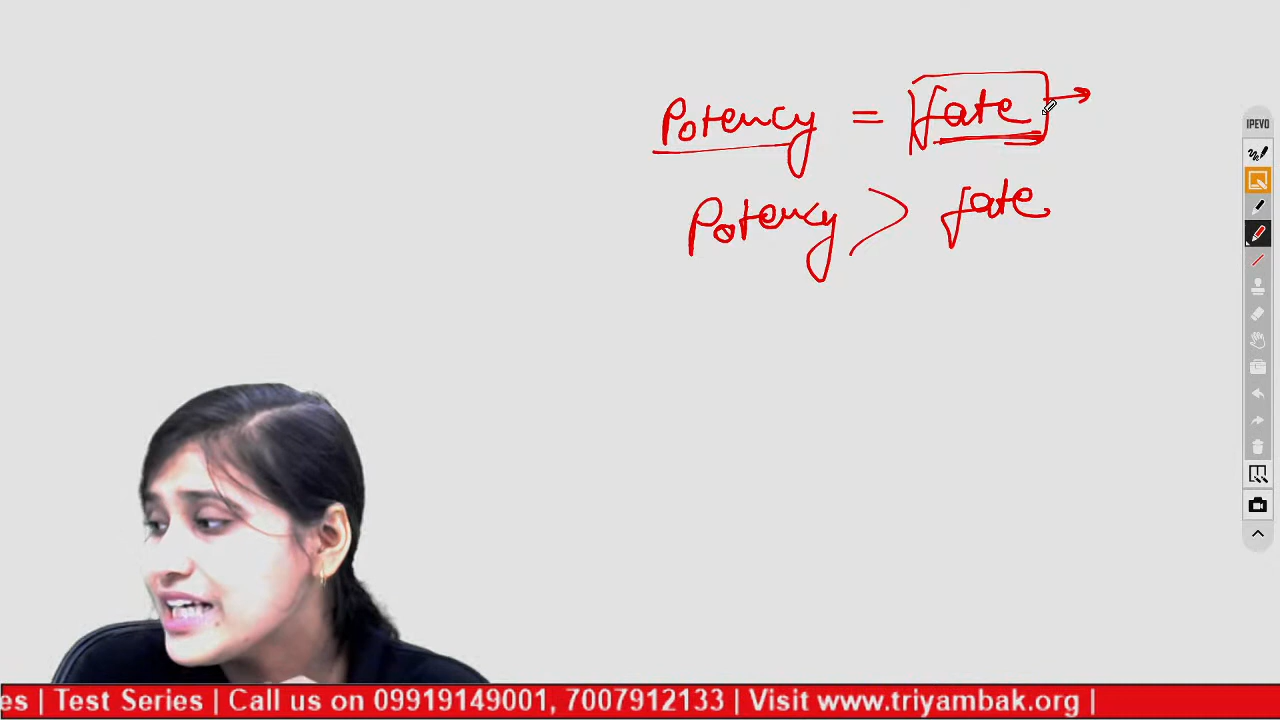 Potency = fate
Potency > fate
IPEVO
es | Test Series | Call us on 09919149001, 7007912133 | Visit www.triyambak.org |